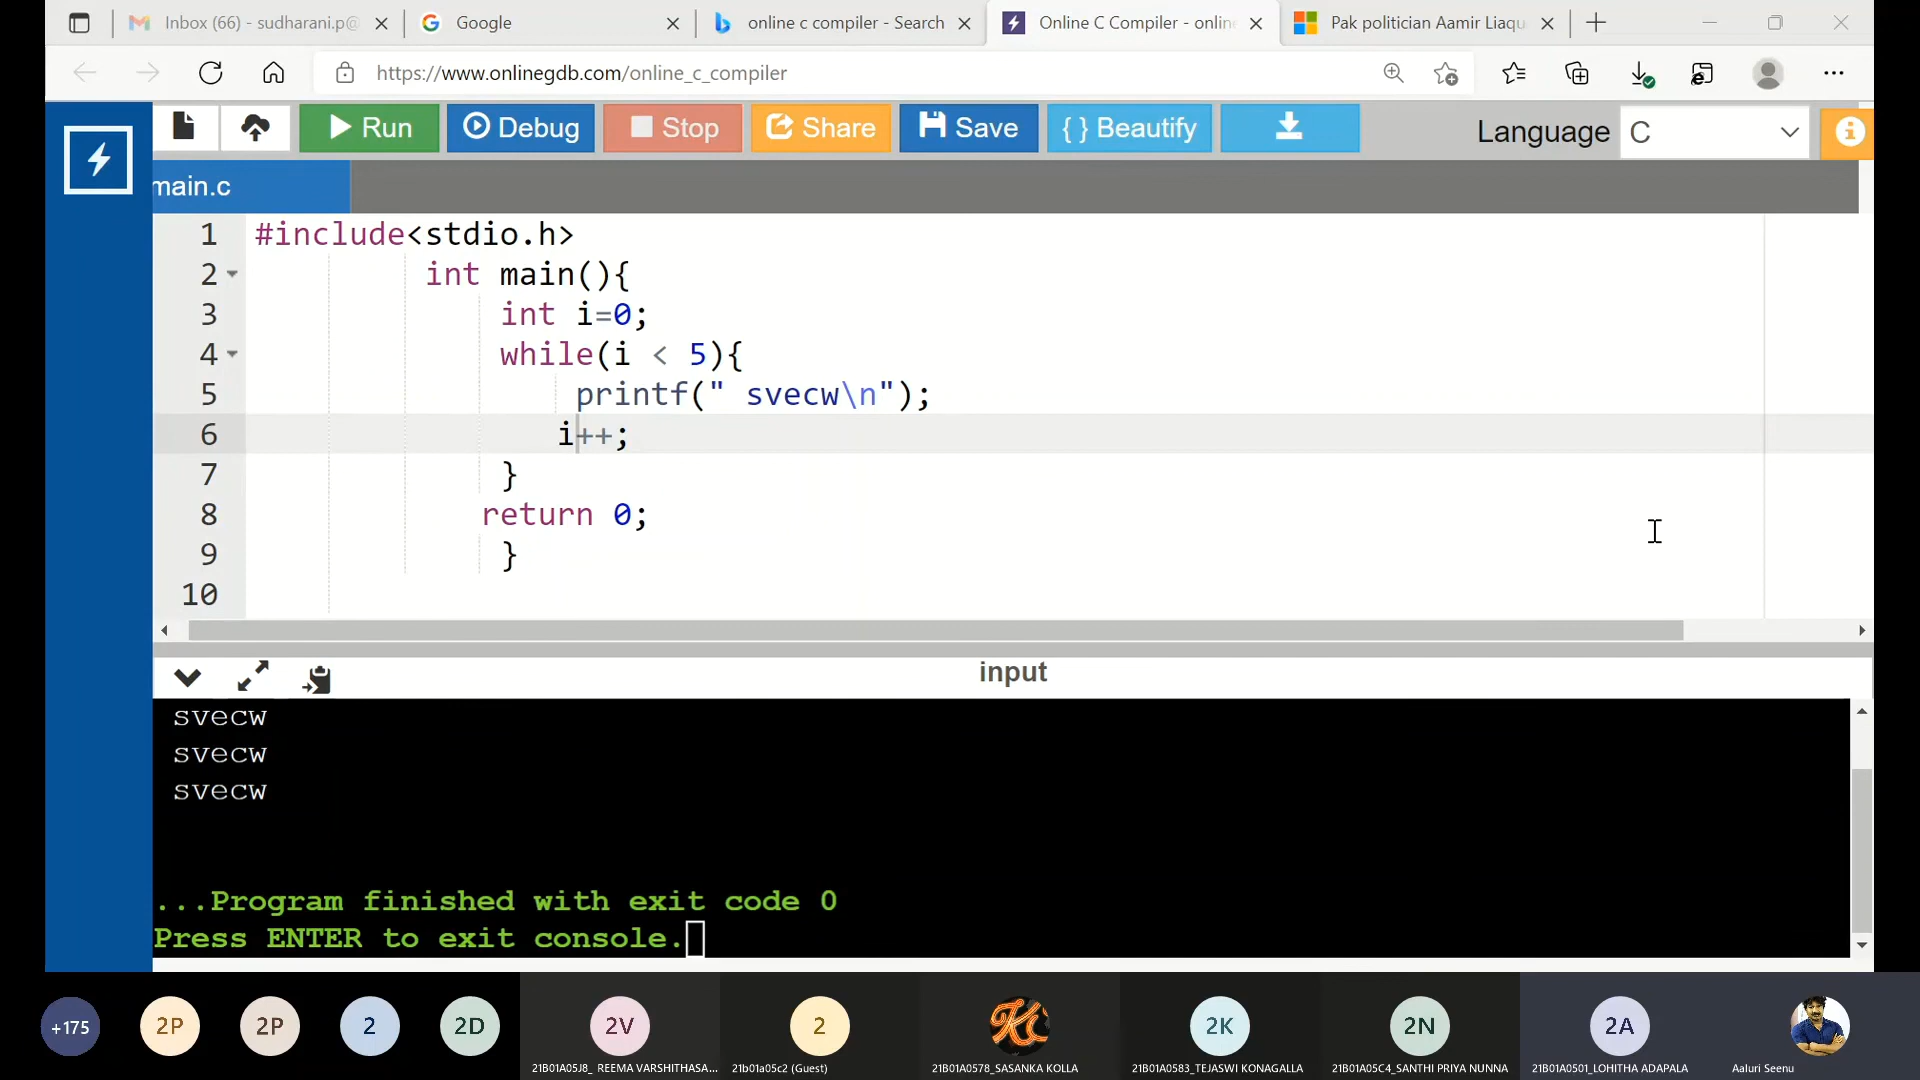 Inbox (66) - sudharani.p@
Google
online c compiler - Search
Online C Compiler - onlin
Pak politician Aamir Liaqu
https://www.onlinegdb.com/online_c_compiler
Run
Debug
Stop
Share
Save
{ } Beautify
Language
C
main.c
1 #include<stdio.h>
2 int main(){
3 int i=0;
4 while(i < 5){
5 printf(" svecw\n");
6 i++;
7 }
8 return 0;
9 }
10
input
svecw
svecw
svecw
...Program finished with exit code 0
Press ENTER to exit console.
+175
2P
2P
2
2D
2V
2
2K
2N
2A
21B01A05J8_ REEMA VARSHITHASA...
21b01a05c2 (Guest)
21B01A0578_SASANKA KOLLA
21B01A0583_TEJASWI KONAGALLA
21B01A05C4_SANTHI PRIYA NUNNA
21B01A0501_LOHITHA ADAPALA
Aaluri Seenu